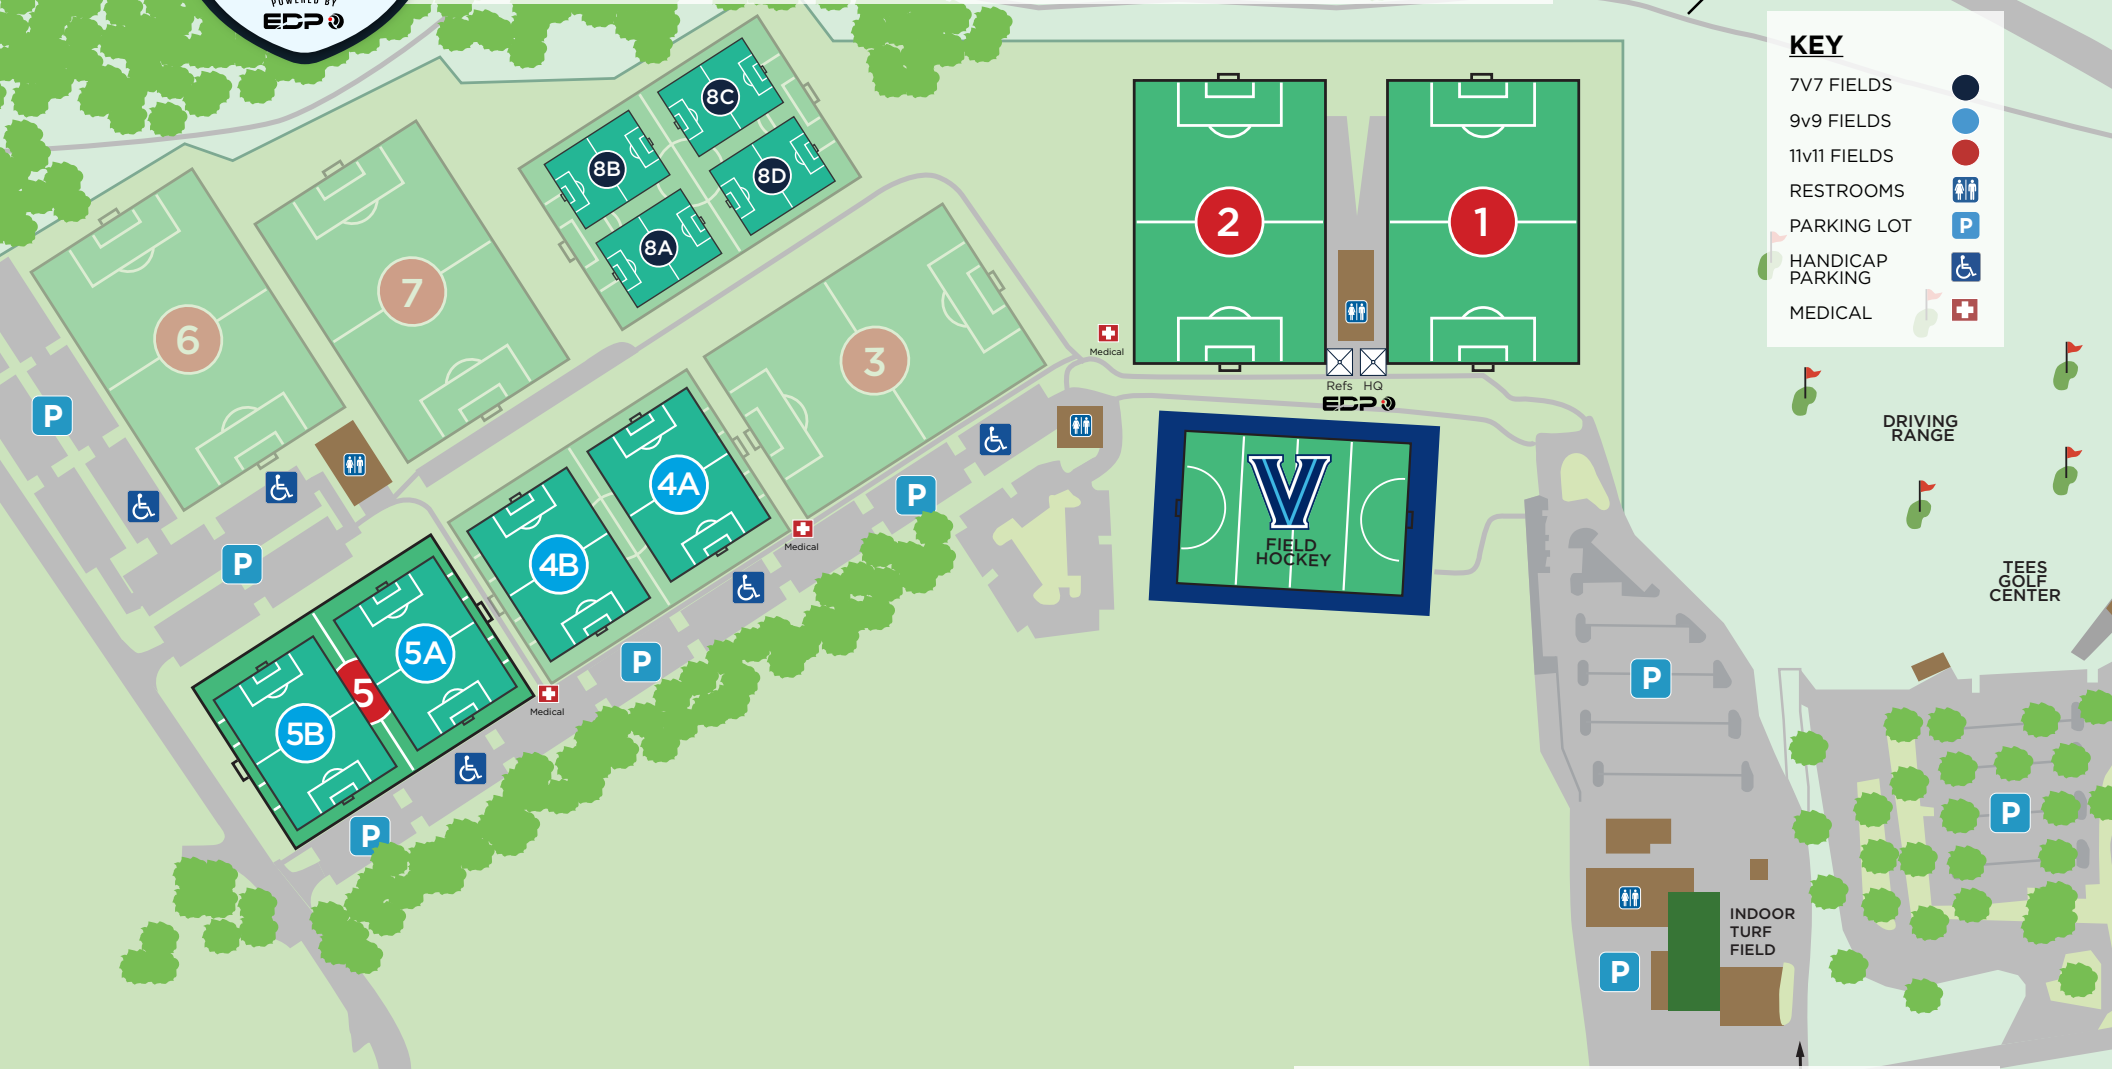 POWERED BY
EDP
KEY
7V7 FIELDS
9v9 FIELDS
11v11 FIELDS
RESTROOMS
PARKING LOT
P
HANDICAP
PARKING
MEDICAL
8C
8B
8D
8A
2
1
7
6
3
Medical
Refs HQ
EDP
P
4A
4B
P
P
Medical
V
FIELD
HOCKEY
DRIVING
RANGE
TEES
GOLF
CENTER
5A
5
5B
P
Medical
P
P
P
P
INDOOR
TURF
FIELD
P